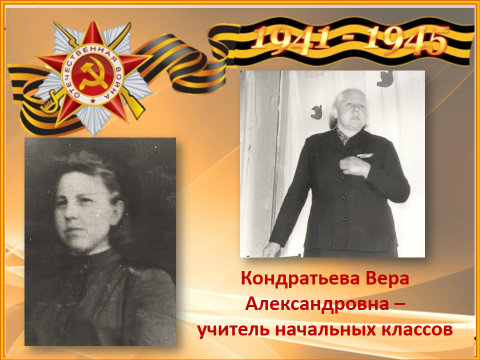 1941 - 1945
ОТЕЧЕСТВЕННАЯ ВОЙНА
Кондратьева Вера
Александровна –
учитель начальных классов